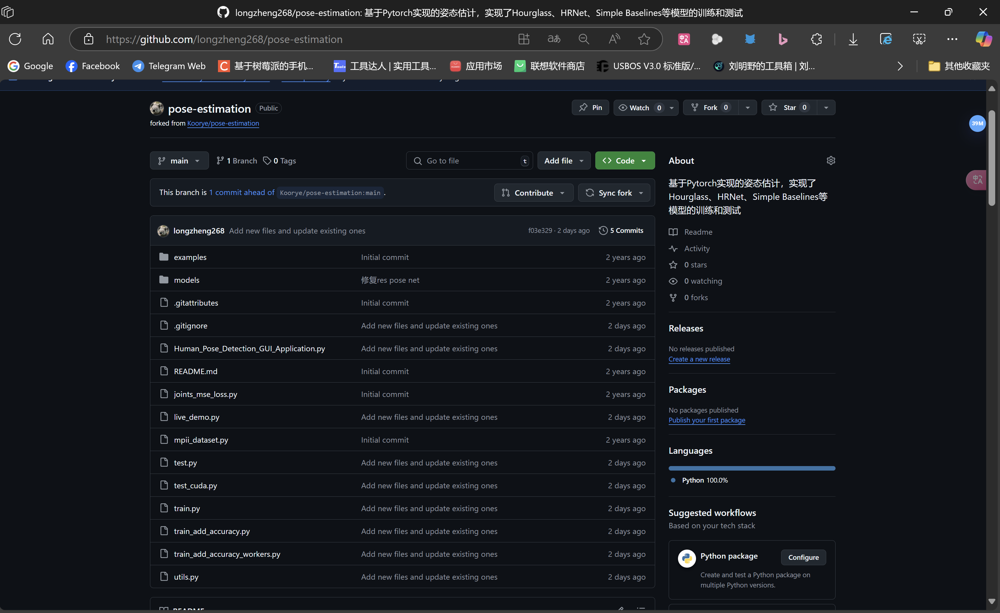 longzheng268/pose-estimation: 基于Pytorch实现的姿态估计，实现了Hourglass、HRNet、Simple Baselines等模型的训练和测试
https://github.com/longzheng268/pose-estimation
Google
Facebook
Telegram Web
基于树莓派的手机...
工具达人 | 实用工具...
应用市场
联想软件商店
USBOS V3.0 标准版/...
刘明野的工具箱 | 刘...
其他收藏夹
pose-estimation Public
Pin
Watch 0
Fork 0
Star 0
forked from Koorye/pose-estimation
39M
main
1 Branch
0 Tags
Go to file t
Add file
Code
This branch is 1 commit ahead of Koorye/pose-estimation:main .
Contribute
Sync fork
longzheng268 Add new files and update existing ones f03e329 · 2 days ago 5 Commits
examples Initial commit 2 years ago
models 修复res pose net 2 years ago
.gitattributes Initial commit 2 years ago
.gitignore Add new files and update existing ones 2 days ago
Human_Pose_Detection_GUI_Application.py Add new files and update existing ones 2 days ago
README.md Initial commit 2 years ago
joints_mse_loss.py Initial commit 2 years ago
live_demo.py Add new files and update existing ones 2 days ago
mpii_dataset.py Initial commit 2 years ago
test.py Add new files and update existing ones 2 days ago
test_cuda.py Add new files and update existing ones 2 days ago
train.py Add new files and update existing ones 2 days ago
train_add_accuracy.py Add new files and update existing ones 2 days ago
train_add_accuracy_workers.py Add new files and update existing ones 2 days ago
utils.py Add new files and update existing ones 2 days ago
README
About
基于Pytorch实现的姿态估计，实现了
Hourglass、HRNet、Simple Baselines等
模型的训练和测试
Readme
Activity
0 stars
0 watching
0 forks
Releases
No releases published
Create a new release
Packages
No packages published
Publish your first package
Languages
Python 100.0%
Suggested workflows
Based on your tech stack
Python package
Configure
Create and test a Python package on
multiple Python versions.